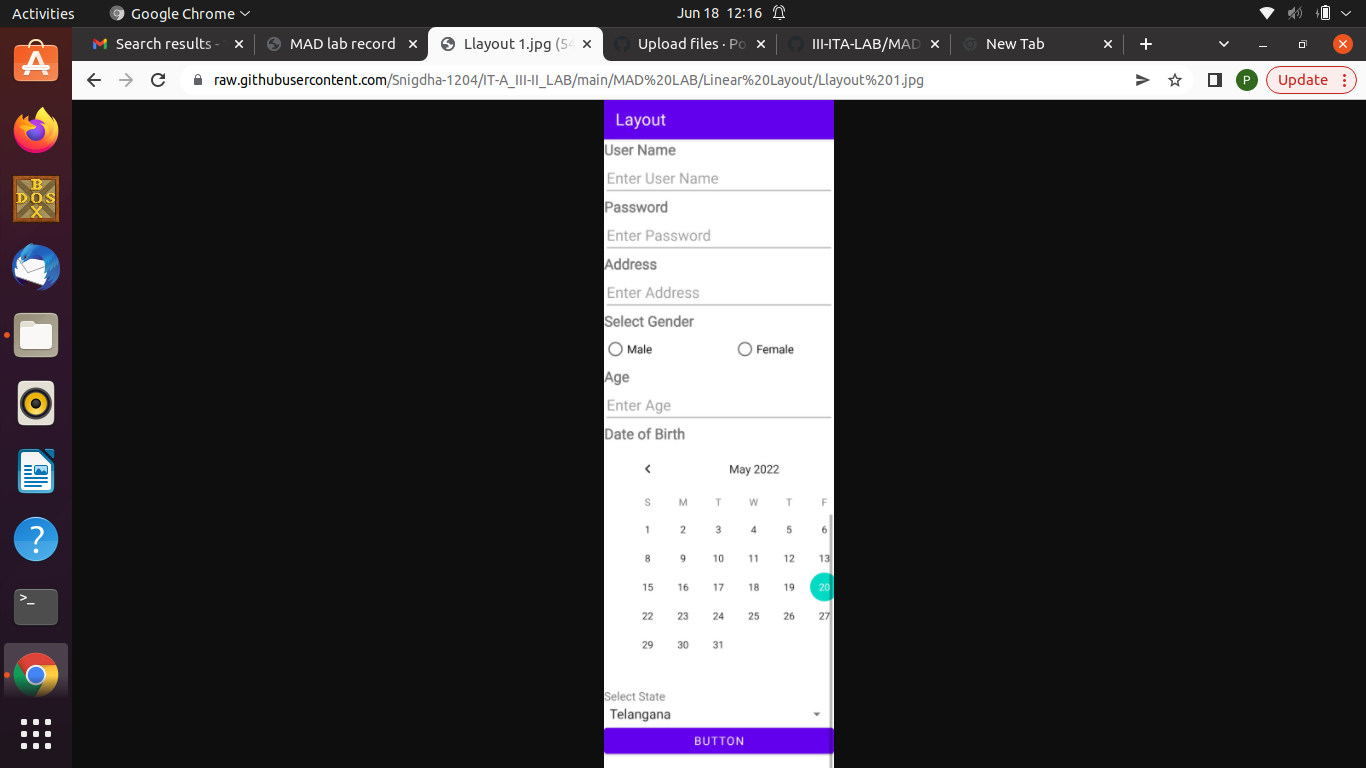 Activities
Google Chrome
Jun 18 12:16
Search results -
MAD lab record
Llayout 1.jpg (54
Upload files · Po
III-ITA-LAB/MAD
New Tab
raw.githubusercontent.com/Snigdha-1204/IT-A_III-II_LAB/main/MAD%20LAB/Linear%20Layout/Llayout%201.jpg
P
Update
B
DOS
X
Layout
User Name
Enter User Name
Password
Enter Password
Address
Enter Address
Select Gender
Male Female
Age
Enter Age
Date of Birth
May 2022
S M T W T F
1 2 3 4 5 6
8 9 10 11 12 13
15 16 17 18 19 20
22 23 24 25 26 27
29 30 31
Select State
Telangana
BUTTON